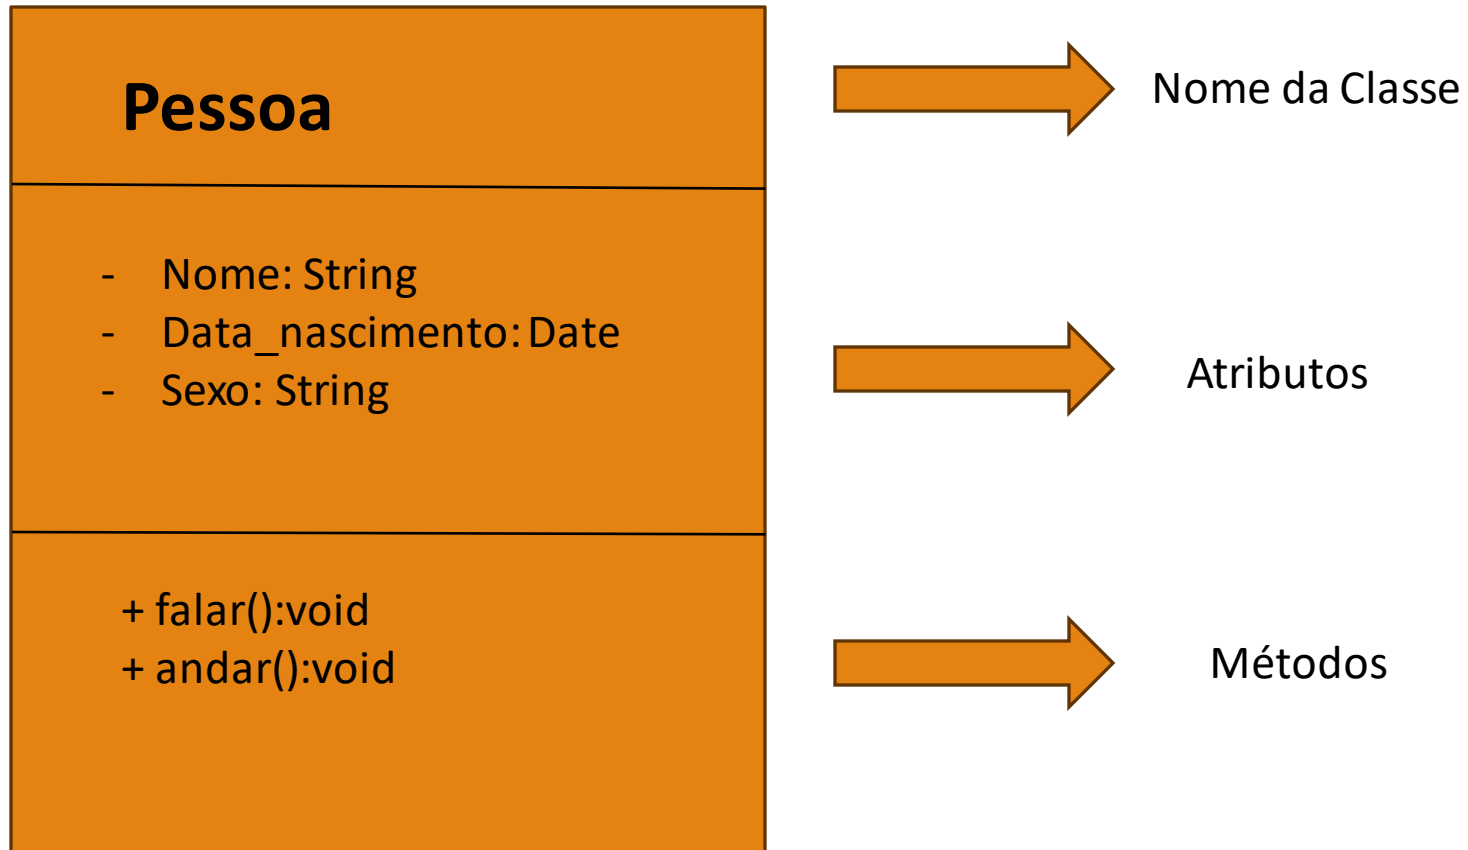 Pessoa
Nome da Classe
- Nome: String
- Data_nascimento: Date
- Sexo: String
Atributos
+ falar():void
+ andar():void
Métodos